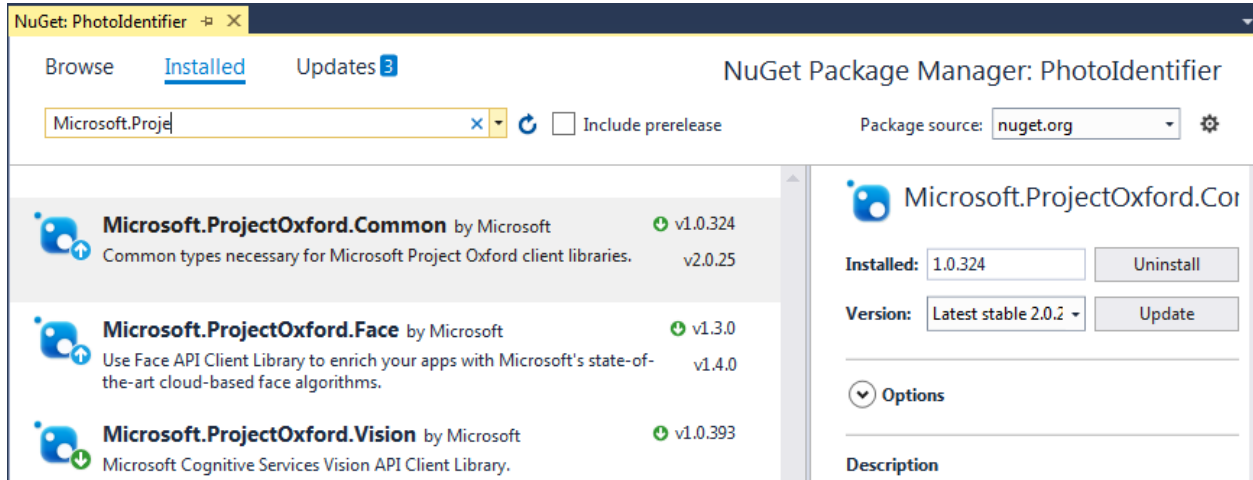 NuGet: PhotoIdentifier
Browse Installed Updates 3
NuGet Package Manager: PhotoIdentifier
Microsoft.Proje
Include prerelease
Package source: nuget.org
Microsoft.ProjectOxford.Common by Microsoft
v1.0.324
Common types necessary for Microsoft Project Oxford client libraries.
v2.0.25
Microsoft.ProjectOxford.Face by Microsoft
v1.3.0
Use Face API Client Library to enrich your apps with Microsoft's state-of-
the-art cloud-based face algorithms.
v1.4.0
Microsoft.ProjectOxford.Vision by Microsoft
v1.0.393
Microsoft Cognitive Services Vision API Client Library.
Microsoft.ProjectOxford.Cor
Installed: 1.0.324 Uninstall
Version: Latest stable 2.0.2 Update
Options
Description